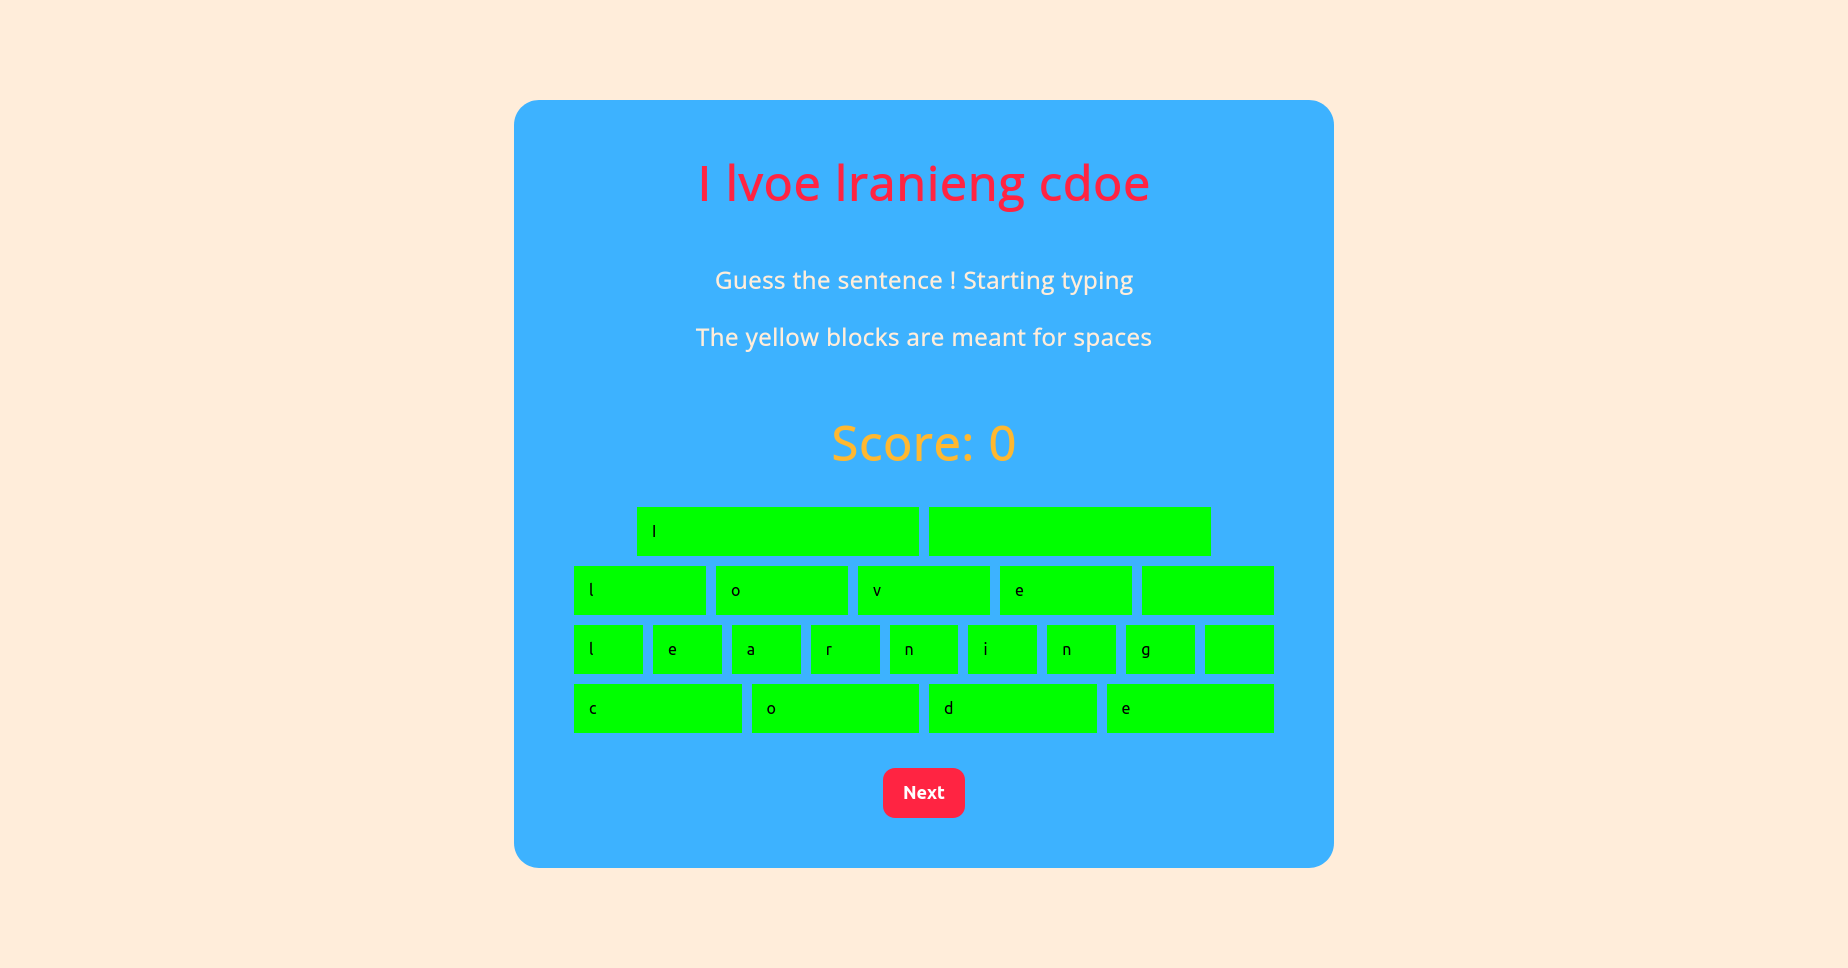 I lvoe lranieng cdoe
Guess the sentence ! Starting typing
The yellow blocks are meant for spaces
Score: 0
I
l o v e
l e a r n i n g
c o d e
Next